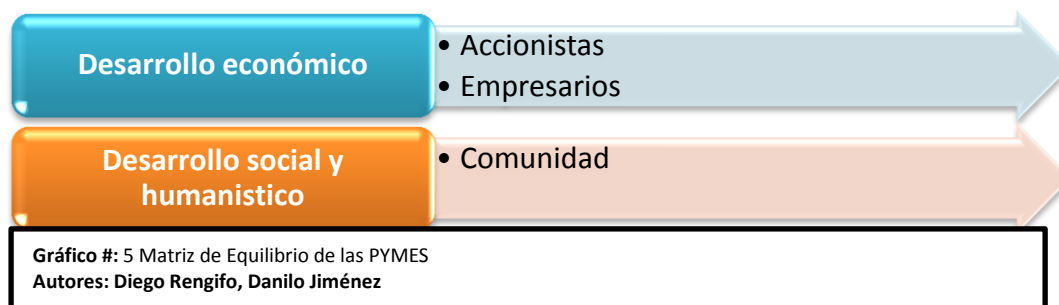 Desarrollo económico
• Accionistas
• Empresarios
Desarrollo social y
humanistico
• Comunidad
Gráfico #: 5 Matriz de Equilibrio de las PYMES
Autores: Diego Rengifo, Danilo Jiménez